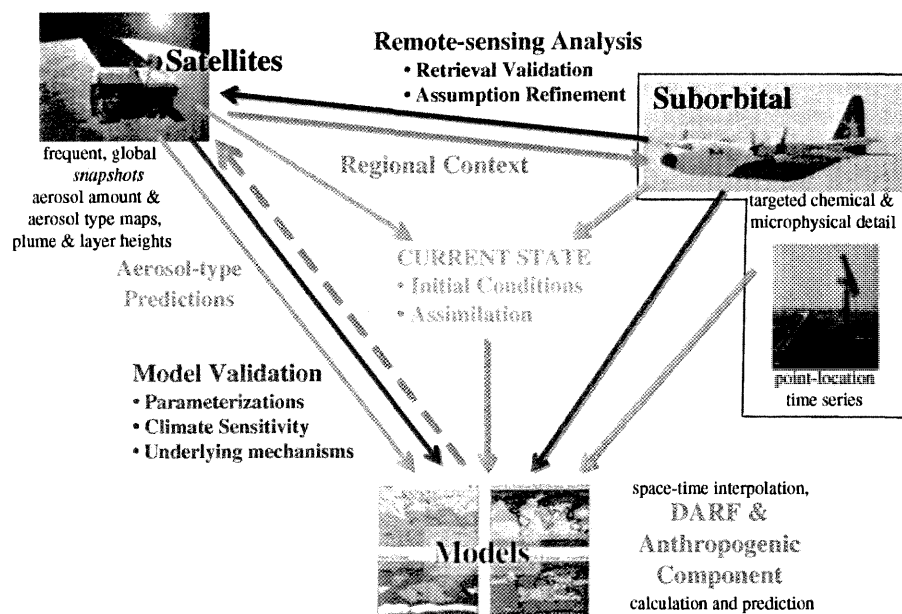 Satellites
frequent, global
snapshots
aerosol amount &
aerosol type maps,
plume & layer heights
Remote-sensing Analysis
• Retrieval Validation
• Assumption Refinement
Suborbital
targeted chemical &
microphysical detail
point-location
time series
Regional Context
CURRENT STATE
• Initial Conditions
• Assimilation
Aerosol-type
Predictions
Model Validation
• Parameterizations
• Climate Sensitivity
• Underlying mechanisms
Models
space-time interpolation,
DARF &
Anthropogenic
Component
calculation and prediction